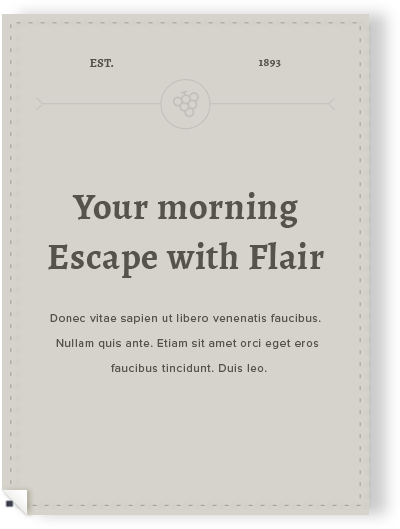 EST. 1893
Your morning
Escape with Flair
Donec vitae sapien ut libero venenatis faucibus.
Nullam quis ante. Etiam sit amet orci eget eros
faucibus tincidunt. Duis leo.